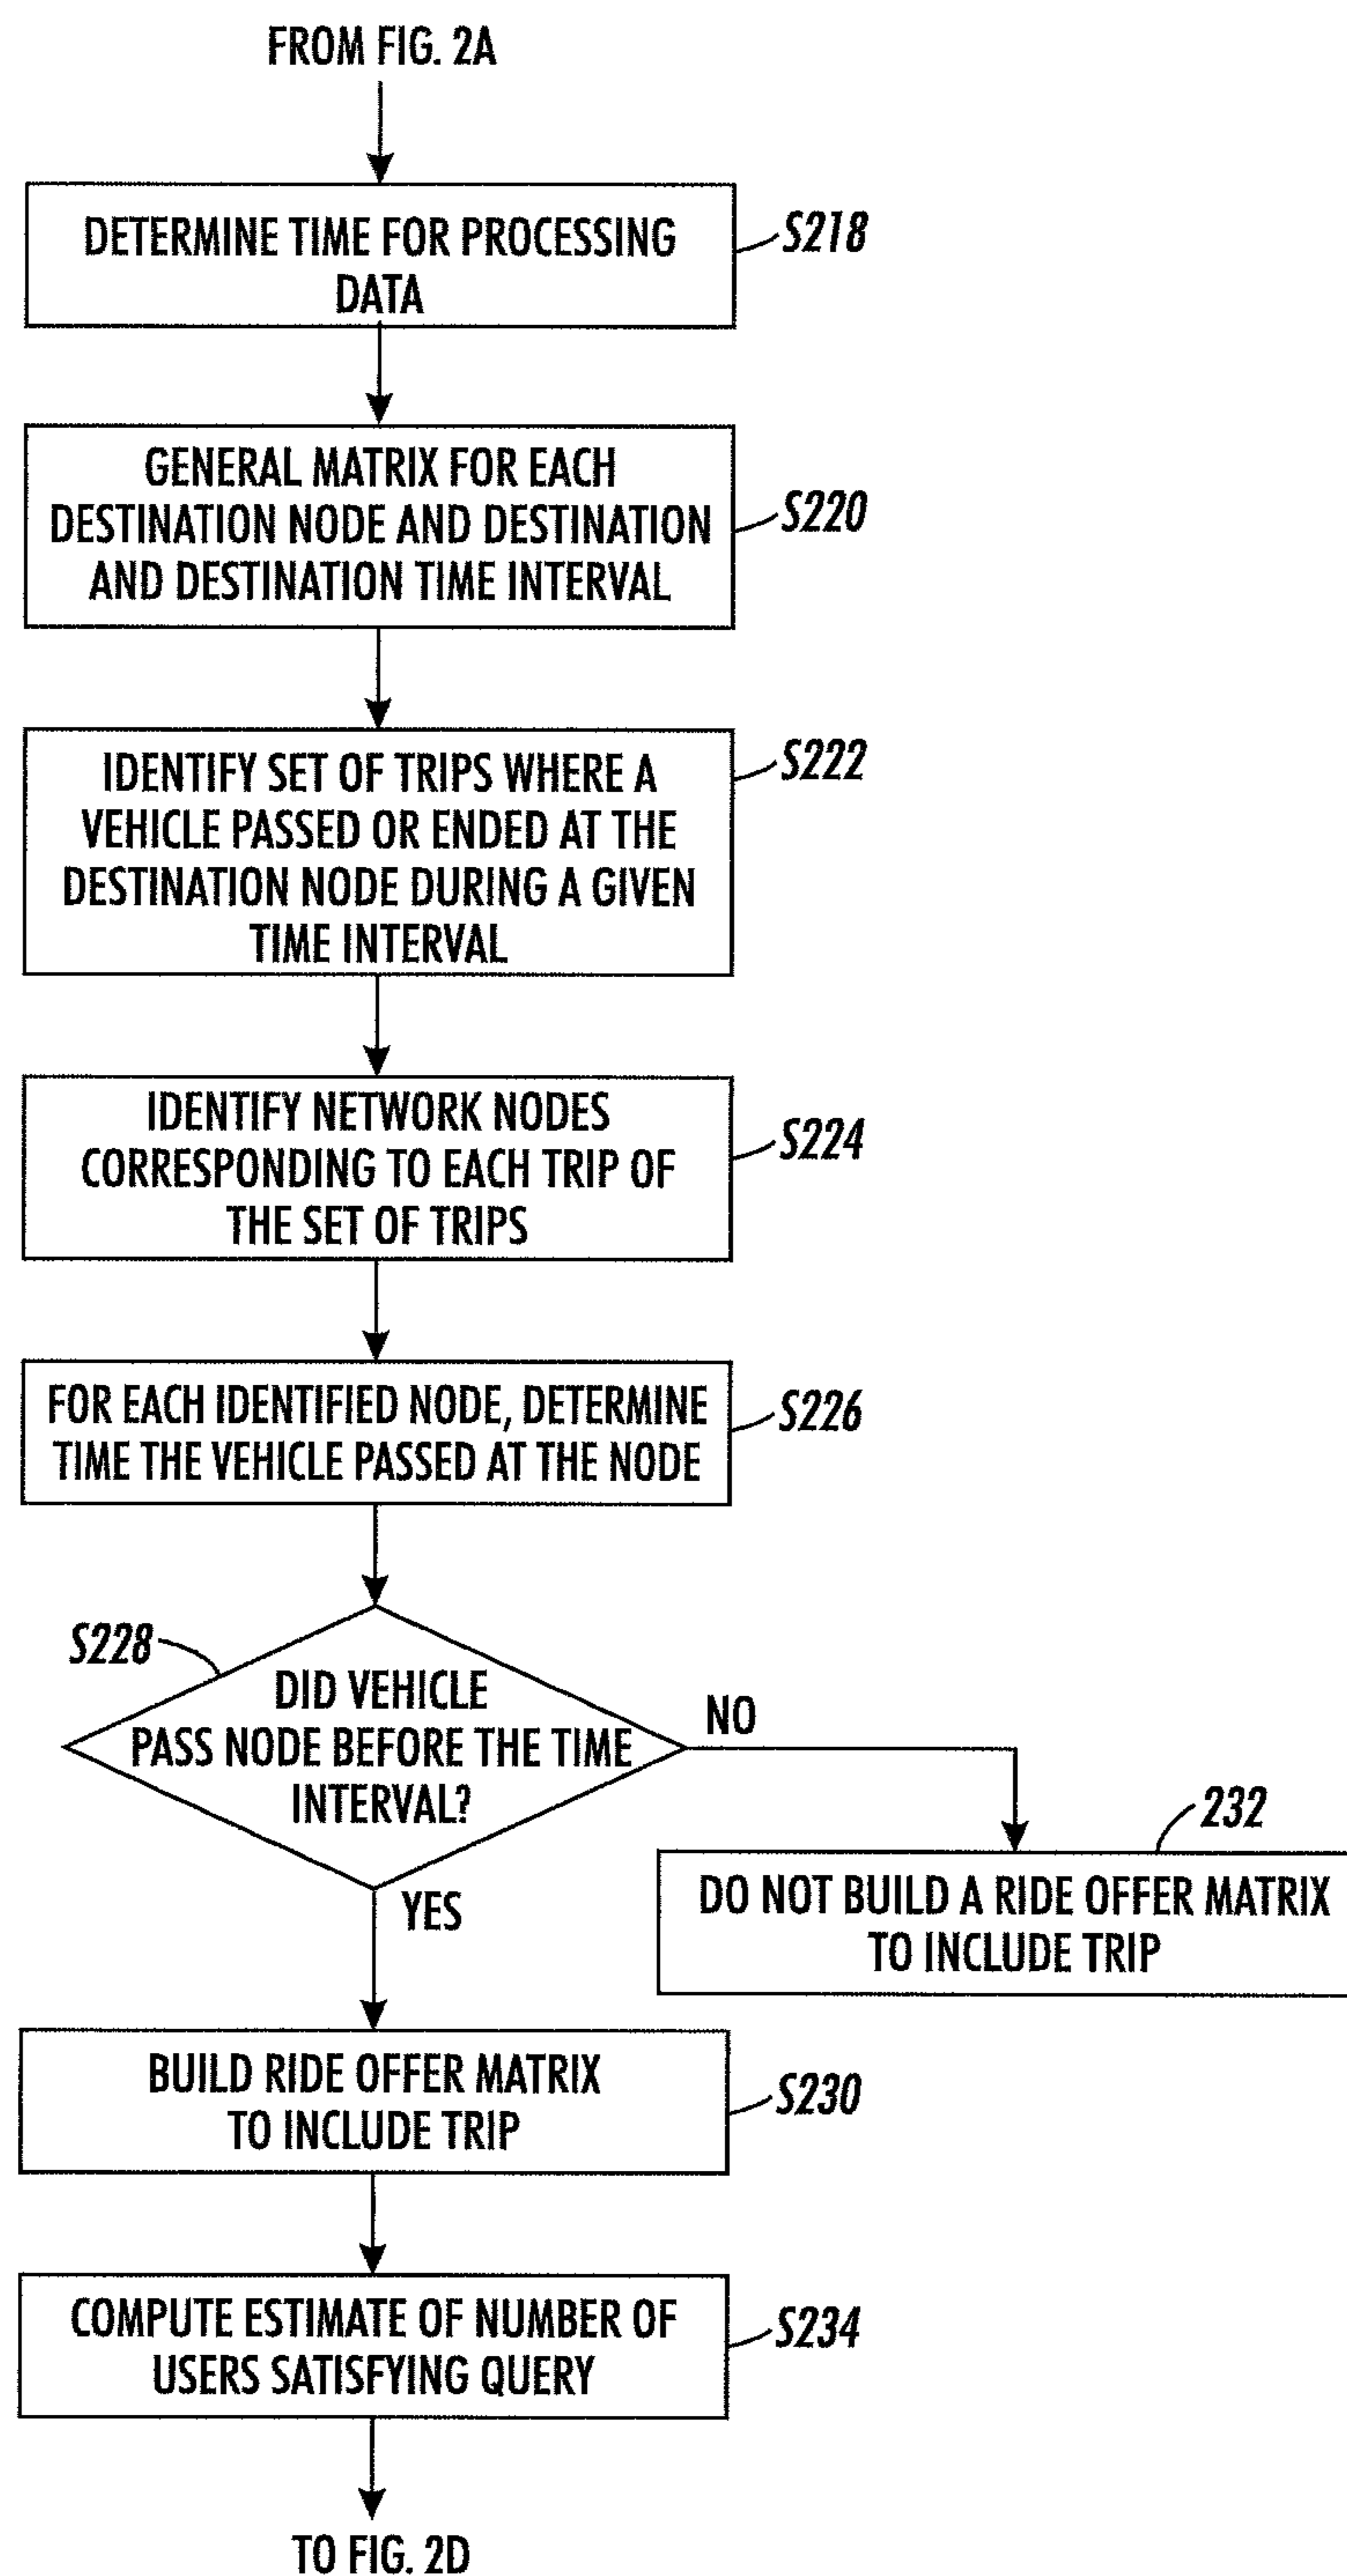 FROM FIG. 2A
DETERMINE TIME FOR PROCESSING
DATA
S218
GENERAL MATRIX FOR EACH
DESTINATION NODE AND DESTINATION
AND DESTINATION TIME INTERVAL
S220
IDENTIFY SET OF TRIPS WHERE A
VEHICLE PASSED OR ENDED AT THE
DESTINATION NODE DURING A GIVEN
TIME INTERVAL
S222
IDENTIFY NETWORK NODES
CORRESPONDING TO EACH TRIP OF
THE SET OF TRIPS
S224
FOR EACH IDENTIFIED NODE, DETERMINE
TIME THE VEHICLE PASSED AT THE NODE
S226
S228
DID VEHICLE
PASS NODE BEFORE THE TIME
INTERVAL?
NO
232
DO NOT BUILD A RIDE OFFER MATRIX
TO INCLUDE TRIP
YES
BUILD RIDE OFFER MATRIX
TO INCLUDE TRIP
S230
COMPUTE ESTIMATE OF NUMBER OF
USERS SATISFYING QUERY
S234
TO FIG. 2D